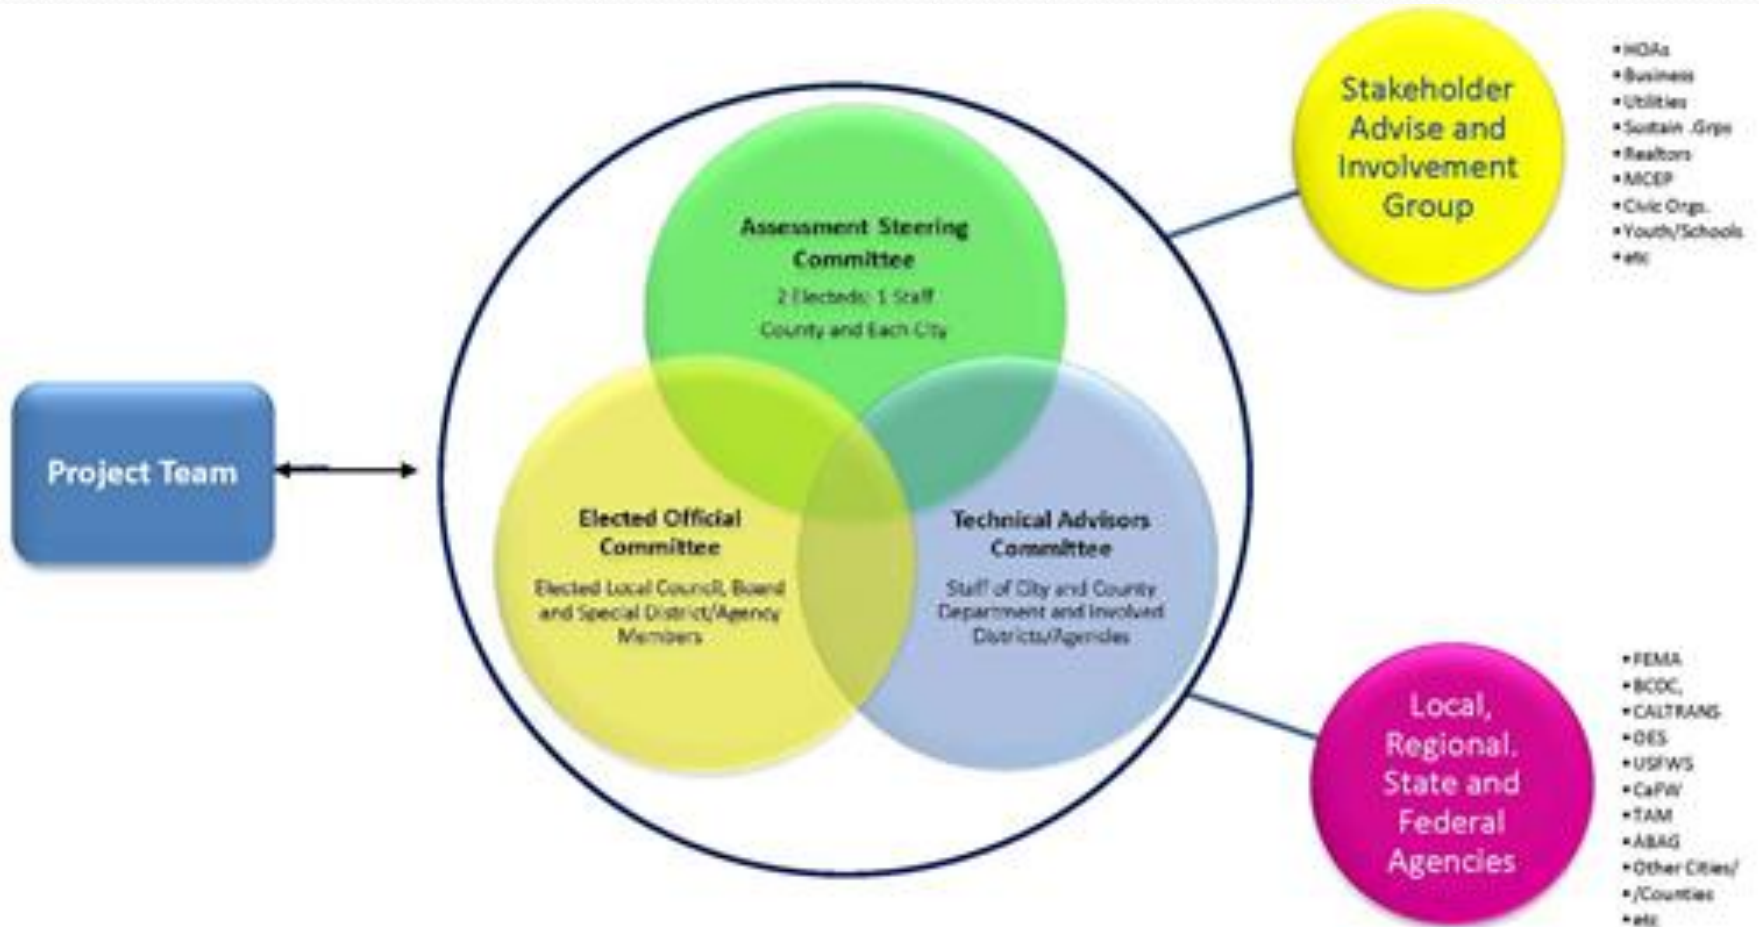 Project Team
Assessment Steering
Committee
2 Electeds; 1 Staff
County and Each City
Elected Official
Committee
Elected Local Council, Board
and Special District/Agency
Members
Technical Advisors
Committee
Staff of City and County
Department and Involved
Districts/Agencies
Stakeholder
Advise and
Involvement
Group
• HOAs
• Business
• Utilities
• Sustain .Grps
• Realtors
• MCEP
• Civic Orgs.
• Youth/Schools
• etc
Local,
Regional.
State and
Federal
Agencies
• FEMA
• BCDC,
• CALTRANS
• OES
• USFWS
• CaFW
• TAM
• ABAG
• Other Cities/
• /Counties
• etc